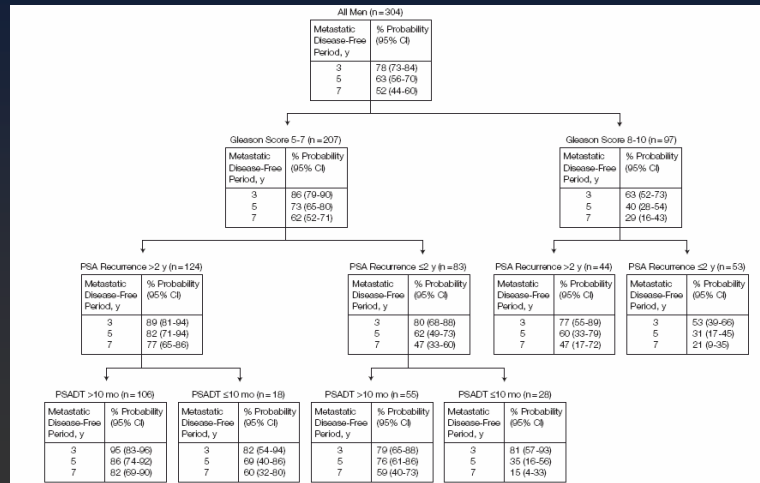 All Men (n=304)
Metastatic Disease-Free Period, y % Probability (95% CI)
3 78 (73-84)
5 63 (56-70)
7 52 (44-60)
Gleason Score 5-7 (n=207)
Metastatic Disease-Free Period, y % Probability (95% CI)
3 86 (79-90)
5 73 (65-80)
7 62 (52-71)
Gleason Score 8-10 (n=97)
Metastatic Disease-Free Period, y % Probability (95% CI)
3 63 (52-73)
5 40 (28-54)
7 29 (16-43)
PSA Recurrence >2 y (n=124)
Metastatic Disease-Free Period, y % Probability (95% CI)
3 89 (81-94)
5 82 (71-94)
7 77 (65-86)
PSA Recurrence ≤2 y (n=83)
Metastatic Disease-Free Period, y % Probability (95% CI)
3 80 (68-88)
5 62 (49-73)
7 47 (33-60)
PSA Recurrence >2 y (n=44)
Metastatic Disease-Free Period, y % Probability (95% CI)
3 77 (55-89)
5 60 (33-79)
7 47 (17-72)
PSA Recurrence ≤2 y (n=53)
Metastatic Disease-Free Period, y % Probability (95% CI)
3 53 (39-66)
5 31 (17-45)
7 21 (9-35)
PSADT >10 mo (n=106)
Metastatic Disease-Free Period, y % Probability (95% CI)
3 95 (83-96)
5 86 (74-92)
7 82 (69-90)
PSADT ≤10 mo (n=18)
Metastatic Disease-Free Period, y % Probability (95% CI)
3 82 (54-94)
5 69 (40-86)
7 60 (32-80)
PSADT >10 mo (n=55)
Metastatic Disease-Free Period, y % Probability (95% CI)
3 79 (65-88)
5 76 (61-86)
7 59 (40-73)
PSADT ≤10 mo (n=28)
Metastatic Disease-Free Period, y % Probability (95% CI)
3 81 (57-93)
5 35 (16-56)
7 15 (4-33)